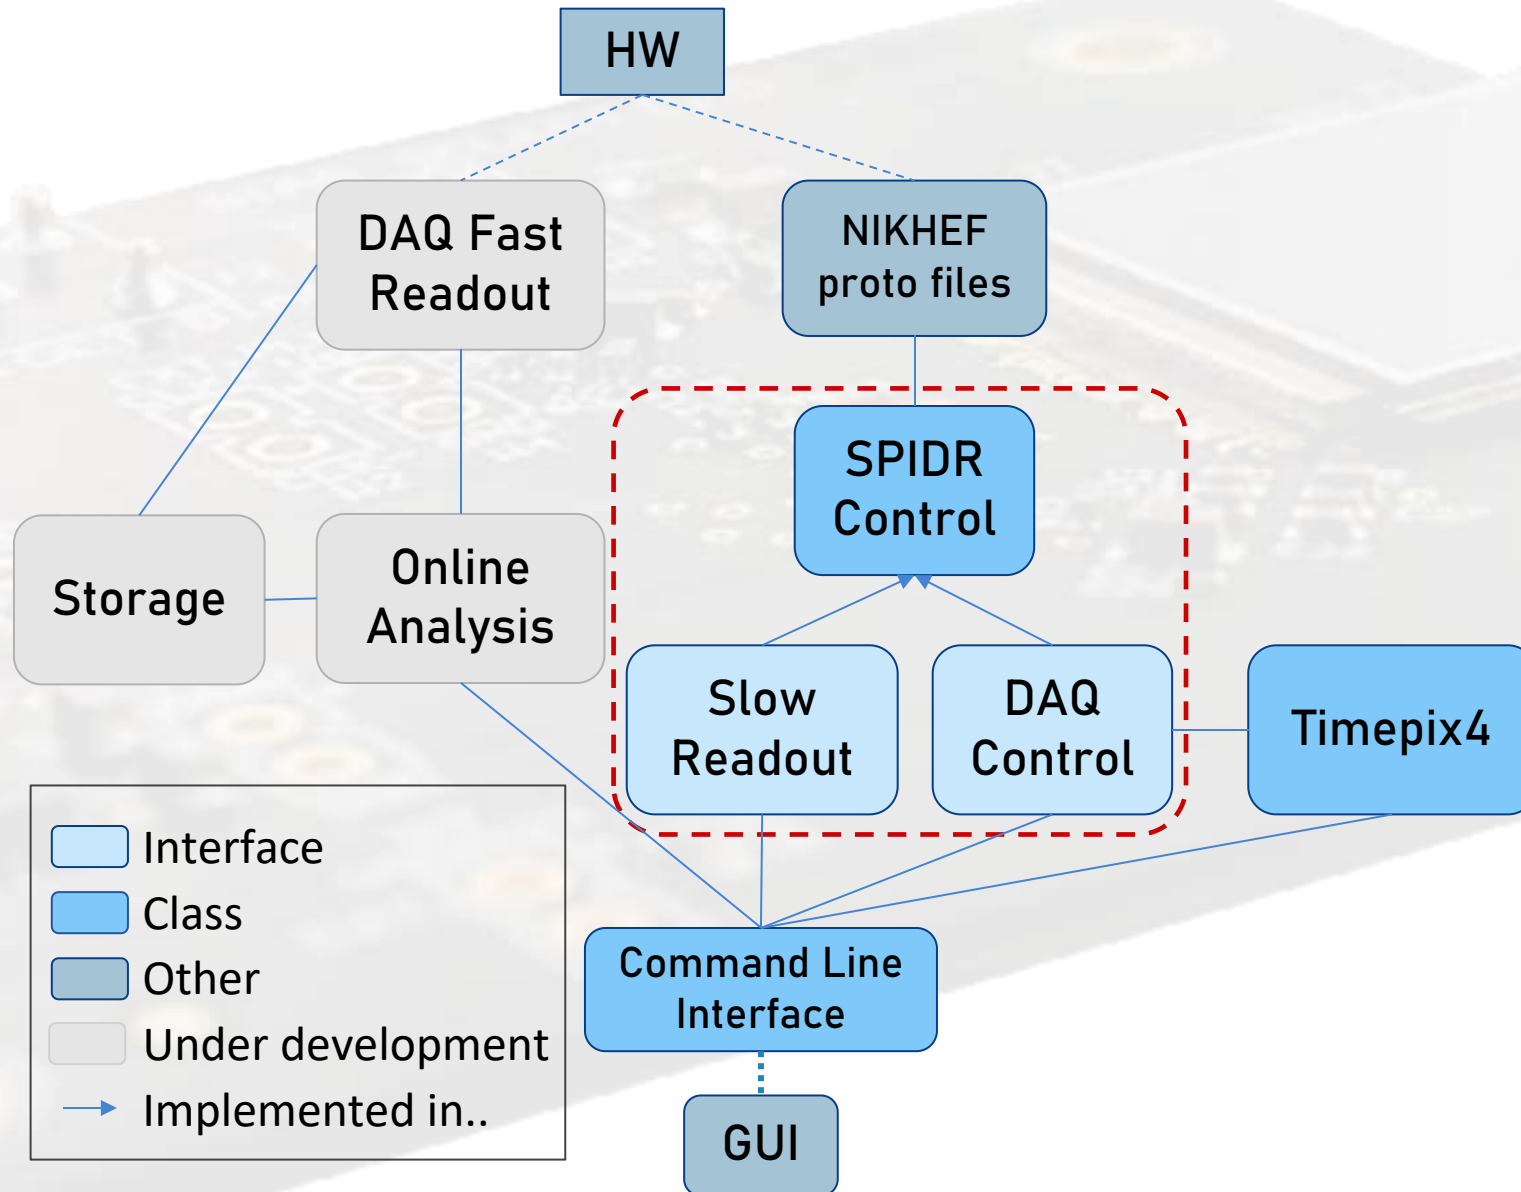 HW
DAQ Fast
Readout
NIKHEF
proto files
SPIDR
Control
Storage
Online
Analysis
Slow
Readout
DAQ
Control
Timepix4
Interface
Class
Other
Under development
Implemented in..
Command Line
Interface
GUI